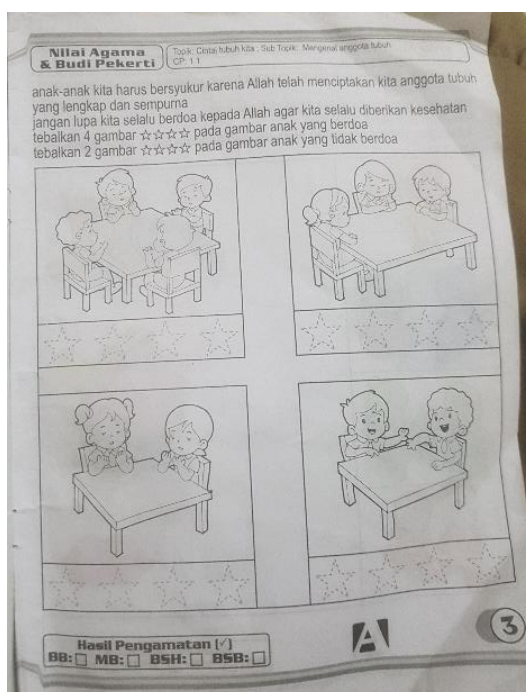 Nilai Agama
& Budi Pekerti
Topik: Cintai tubuh kita : Sub Topik: Mengenal anggota tubuh
CP: 1.1
anak-anak kita harus bersyukur karena Allah telah menciptakan kita anggota tubuh
yang lengkap dan sempurna
jangan lupa kita selalu berdoa kepada Allah agar kita selalu diberikan kesehatan
tebalkan 4 gambar ☆☆☆☆ pada gambar anak yang berdoa
tebalkan 2 gambar ☆☆☆☆ pada gambar anak yang tidak berdoa
Hasil Pengamatan (√)
BB: □ MB: □ BSH: □ BSB: □
A
3